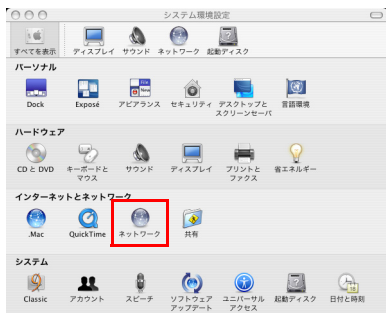 システム環境設定
すべてを表示 ディスプレイ サウンド ネットワーク 起動ディスク
パーソナル
Dock Exposé アピアランス セキュリティ デスクトップと 言語環境
スクリーンセーバ
ハードウェア
CD と DVD キーボードと サウンド ディスプレイ プリントと 省エネルギー
マウス ファクス
インターネットとネットワーク
.Mac QuickTime ネットワーク 共有
システム
Classic アカウント スピーチ ソフトウェア ユニバーサル 起動ディスク 日付と時刻
アップデート アクセス